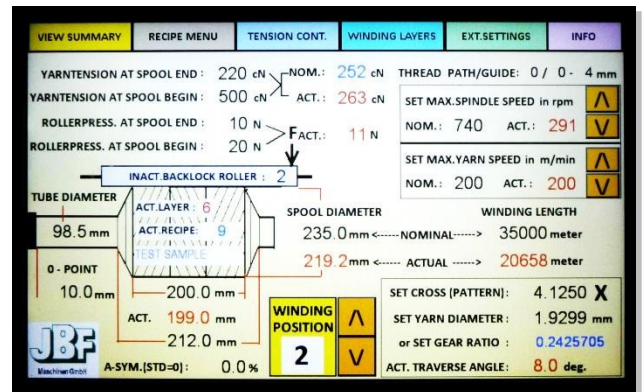 VIEW SUMMARY RECIPE MENU TENSION CONT. WINDING LAYERS EXT.SETTINGS INFO
YARNTENSION AT SPOOL END : 220 cN NOM.: 252 cN THREAD PATH/GUIDE: 0 / 0 - 4 mm
YARNTENSION AT SPOOL BEGIN : 500 cN ACT.: 263 cN SET MAX.SPINDLE SPEED in rpm
ROLLERPRESS. AT SPOOL END : 10 N FACT.: 11 N NOM.: 740 ACT.: 291
ROLLERPRESS. AT SPOOL BEGIN : 20 N
SET MAX.YARN SPEED in m/min
INACT.BACKLOCK ROLLER : 2 NOM.: 200 ACT.: 200
TUBE DIAMETER ACT.LAYER : 6 SPOOL DIAMETER WINDING LENGTH
98.5 mm ACT.RECIPE: 9 235.0mm <----- NOMINAL -----> 35000 meter
TEST SAMPLE
219.2mm <----- ACTUAL -----> 20658 meter
0 - POINT
10.0 mm 200.0 mm SET CROSS (PATTERN) : 4.1250 X
ACT. 199.0 mm WINDING POSITION SET YARN DIAMETER : 1.9299 mm
212.0 mm 2 or SET GEAR RATIO : 0.2425705
JBF Maschinen GmbH A-SYM.[STD=0] : 0.0 % ACT. TRAVERSE ANGLE: 8.0 deg.